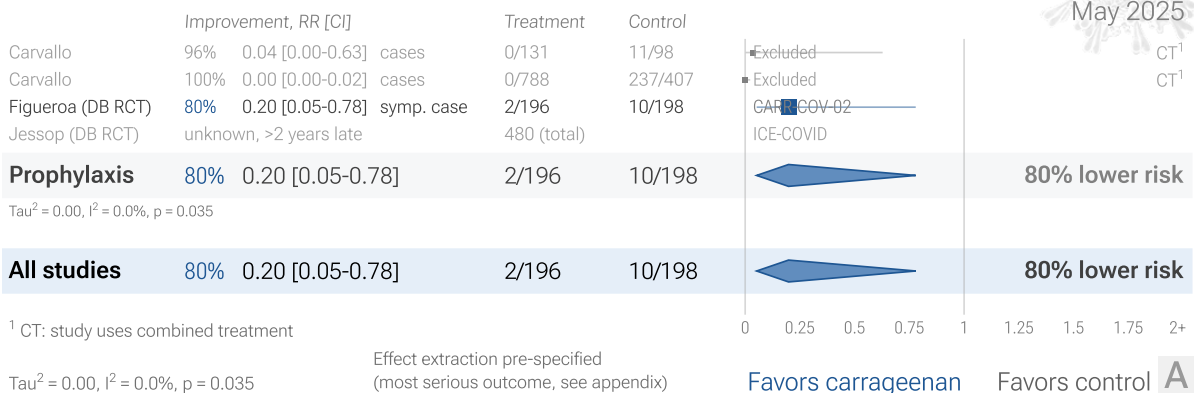 May 2025
Improvement, RR [CI] Treatment Control
Carvallo 96% 0.04 [0.00-0.63] cases 0/131 11/98 Excluded CT¹
Carvallo 100% 0.00 [0.00-0.02] cases 0/788 237/407 Excluded CT¹
Figueroa (DB RCT) 80% 0.20 [0.05-0.78] symp. case 2/196 10/198 CARR-COV-02
Jessop (DB RCT) unknown, >2 years late 480 (total) ICE-COVID
Prophylaxis 80% 0.20 [0.05-0.78] 2/196 10/198 80% lower risk
Tau² = 0.00, I² = 0.0%, p = 0.035
All studies 80% 0.20 [0.05-0.78] 2/196 10/198 80% lower risk
0 0.25 0.5 0.75 1 1.25 1.5 1.75 2+
¹ CT: study uses combined treatment
Effect extraction pre-specified
Tau² = 0.00, I² = 0.0%, p = 0.035 (most serious outcome, see appendix) Favors carrageenan Favors control A